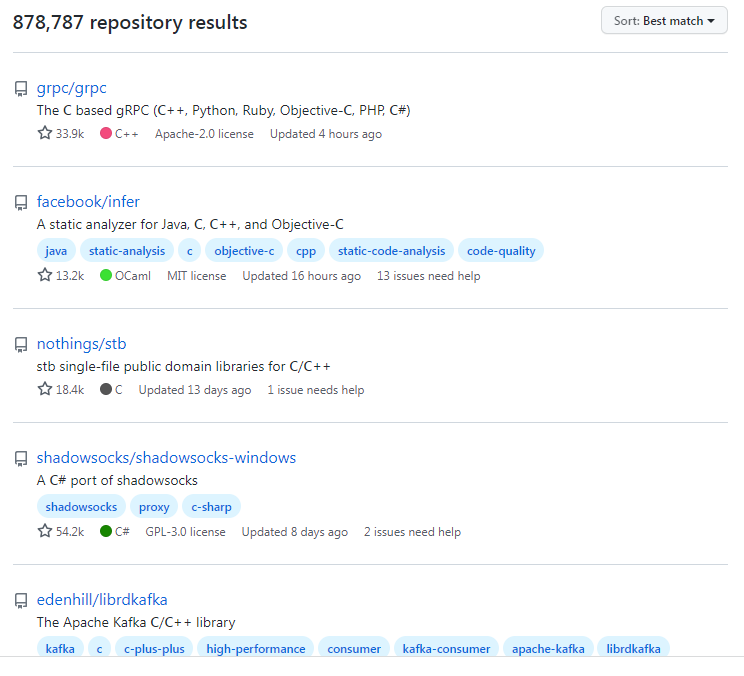 878,787 repository results
Sort: Best match
grpc/grpc
The C based gRPC (C++, Python, Ruby, Objective-C, PHP, C#)
33.9k C++ Apache-2.0 license Updated 4 hours ago
facebook/infer
A static analyzer for Java, C, C++, and Objective-C
java static-analysis c objective-c cpp static-code-analysis code-quality
13.2k OCaml MIT license Updated 16 hours ago 13 issues need help
nothings/stb
stb single-file public domain libraries for C/C++
18.4k C Updated 13 days ago 1 issue needs help
shadowsocks/shadowsocks-windows
A C# port of shadowsocks
shadowsocks proxy c-sharp
54.2k C# GPL-3.0 license Updated 8 days ago 2 issues need help
edenhill/librdkafka
The Apache Kafka C/C++ library
kafka c c-plus-plus high-performance consumer kafka-consumer apache-kafka librdkafka